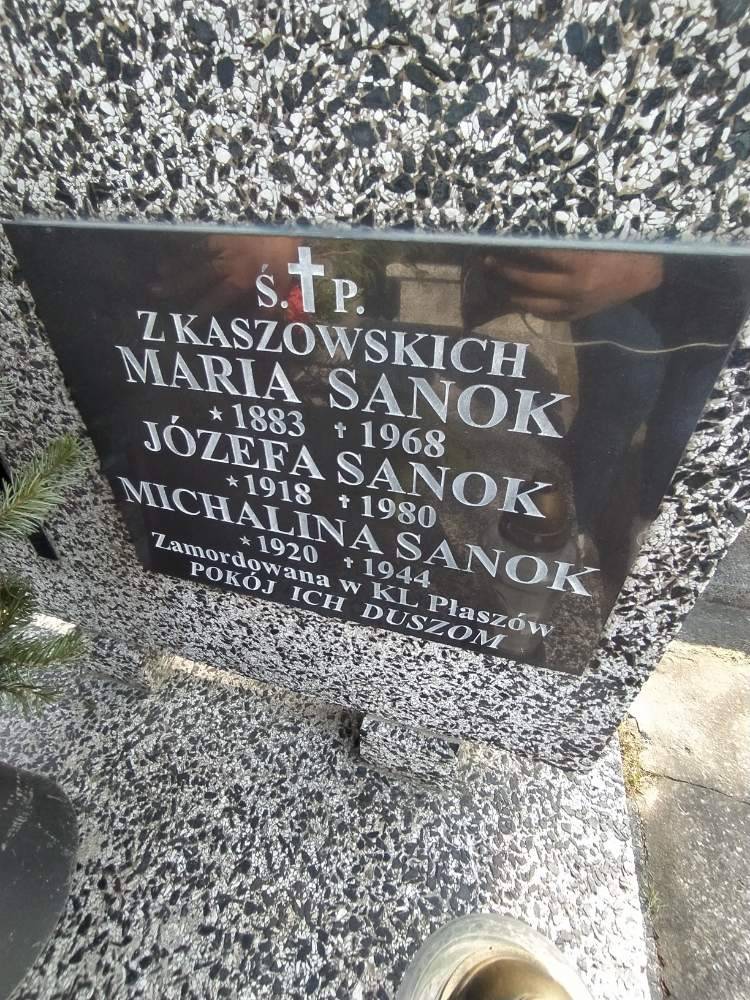 Ś. ✝ P.
Z KASZOWSKICH
MARIA SANOK
* 1883 ✝ 1968
JÓZEFA SANOK
* 1918 ✝ 1980
MICHALINA SANOK
* 1920 ✝ 1944
Zamordowana w KL Płaszów
POKÓJ ICH DUSZOM